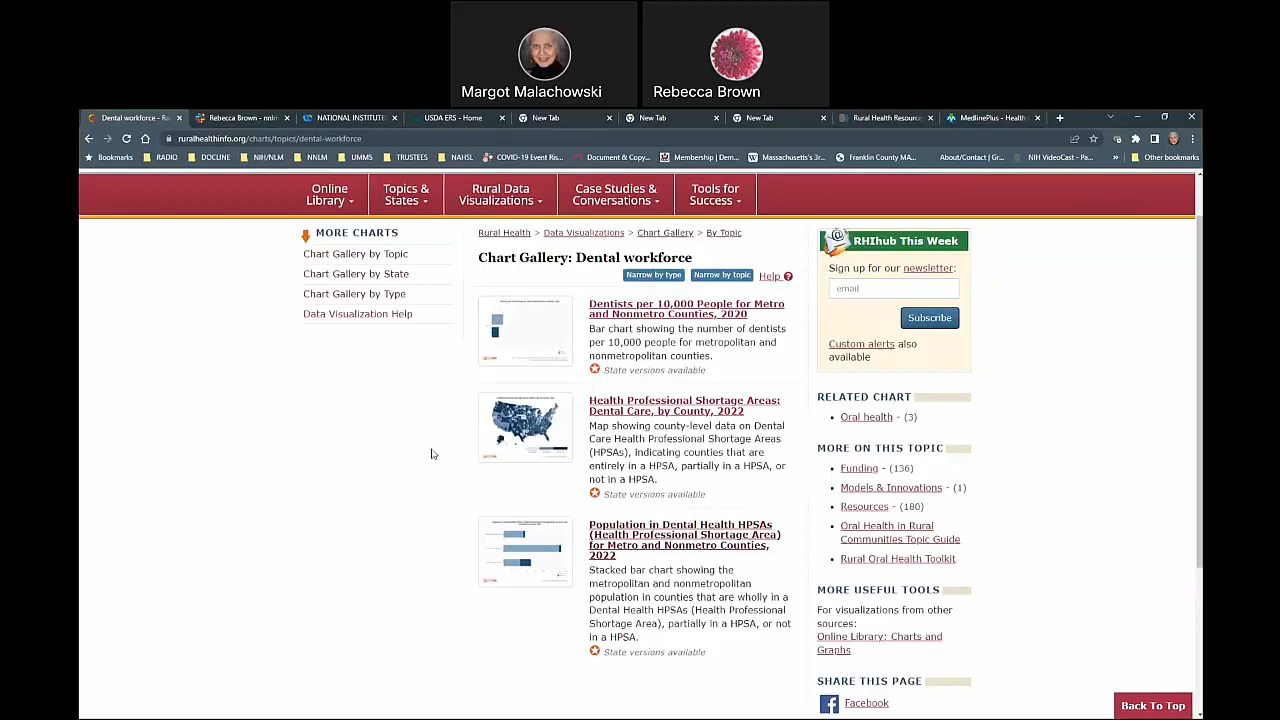 Margot Malachowski
Rebecca Brown
Dental workforce - Ru
Rebecca Brown - nnlm
NATIONAL INSTITUTE
USDA ERS - Home
New Tab
New Tab
New Tab
Rural Health Resourc
MedlinePlus - Health I
ruralhealthinfo.org/charts/topics/dental-workforce
Bookmarks
RADIO
DOCLINE
NIH/NLM
NNLM
UMMS
TRUSTEES
NAHSL
COVID-19 Event Ris...
Document & Copy...
Membership | Dem...
Massachusetts's 3r...
Franklin County MA...
About/Contact | Gr...
NIH VideoCast - Pa...
»
Other bookmarks
Online
Library
Topics &
States
Rural Data
Visualizations
Case Studies &
Conversations
Tools for
Success
MORE CHARTS
Chart Gallery by Topic
Chart Gallery by State
Chart Gallery by Type
Data Visualization Help
Rural Health > Data Visualizations > Chart Gallery > By Topic
Chart Gallery: Dental workforce
Narrow by type
Narrow by topic
Help
Dentists per 10,000 People for Metro
and Nonmetro Counties, 2020
Bar chart showing the number of dentists
per 10,000 people for metropolitan and
nonmetropolitan counties.
State versions available
Health Professional Shortage Areas:
Dental Care, by County, 2022
Map showing county-level data on Dental
Care Health Professional Shortage Areas
(HPSAs), indicating counties that are
entirely in a HPSA, partially in a HPSA, or
not in a HPSA.
State versions available
Population in Dental Health HPSAs
(Health Professional Shortage Area)
for Metro and Nonmetro Counties,
2022
Stacked bar chart showing the
metropolitan and nonmetropolitan
population in counties that are wholly in a
Dental Health HPSAs (Health Professional
Shortage Area), partially in a HPSA, or not
in a HPSA.
State versions available
RHIhub This Week
Sign up for our newsletter:
email
Subscribe
Custom alerts also
available
RELATED CHART
Oral health - (3)
MORE ON THIS TOPIC
Funding - (136)
Models & Innovations - (1)
Resources - (180)
Oral Health in Rural
Communities Topic Guide
Rural Oral Health Toolkit
MORE USEFUL TOOLS
For visualizations from other
sources:
Online Library: Charts and
Graphs
SHARE THIS PAGE
Facebook
Back To Top